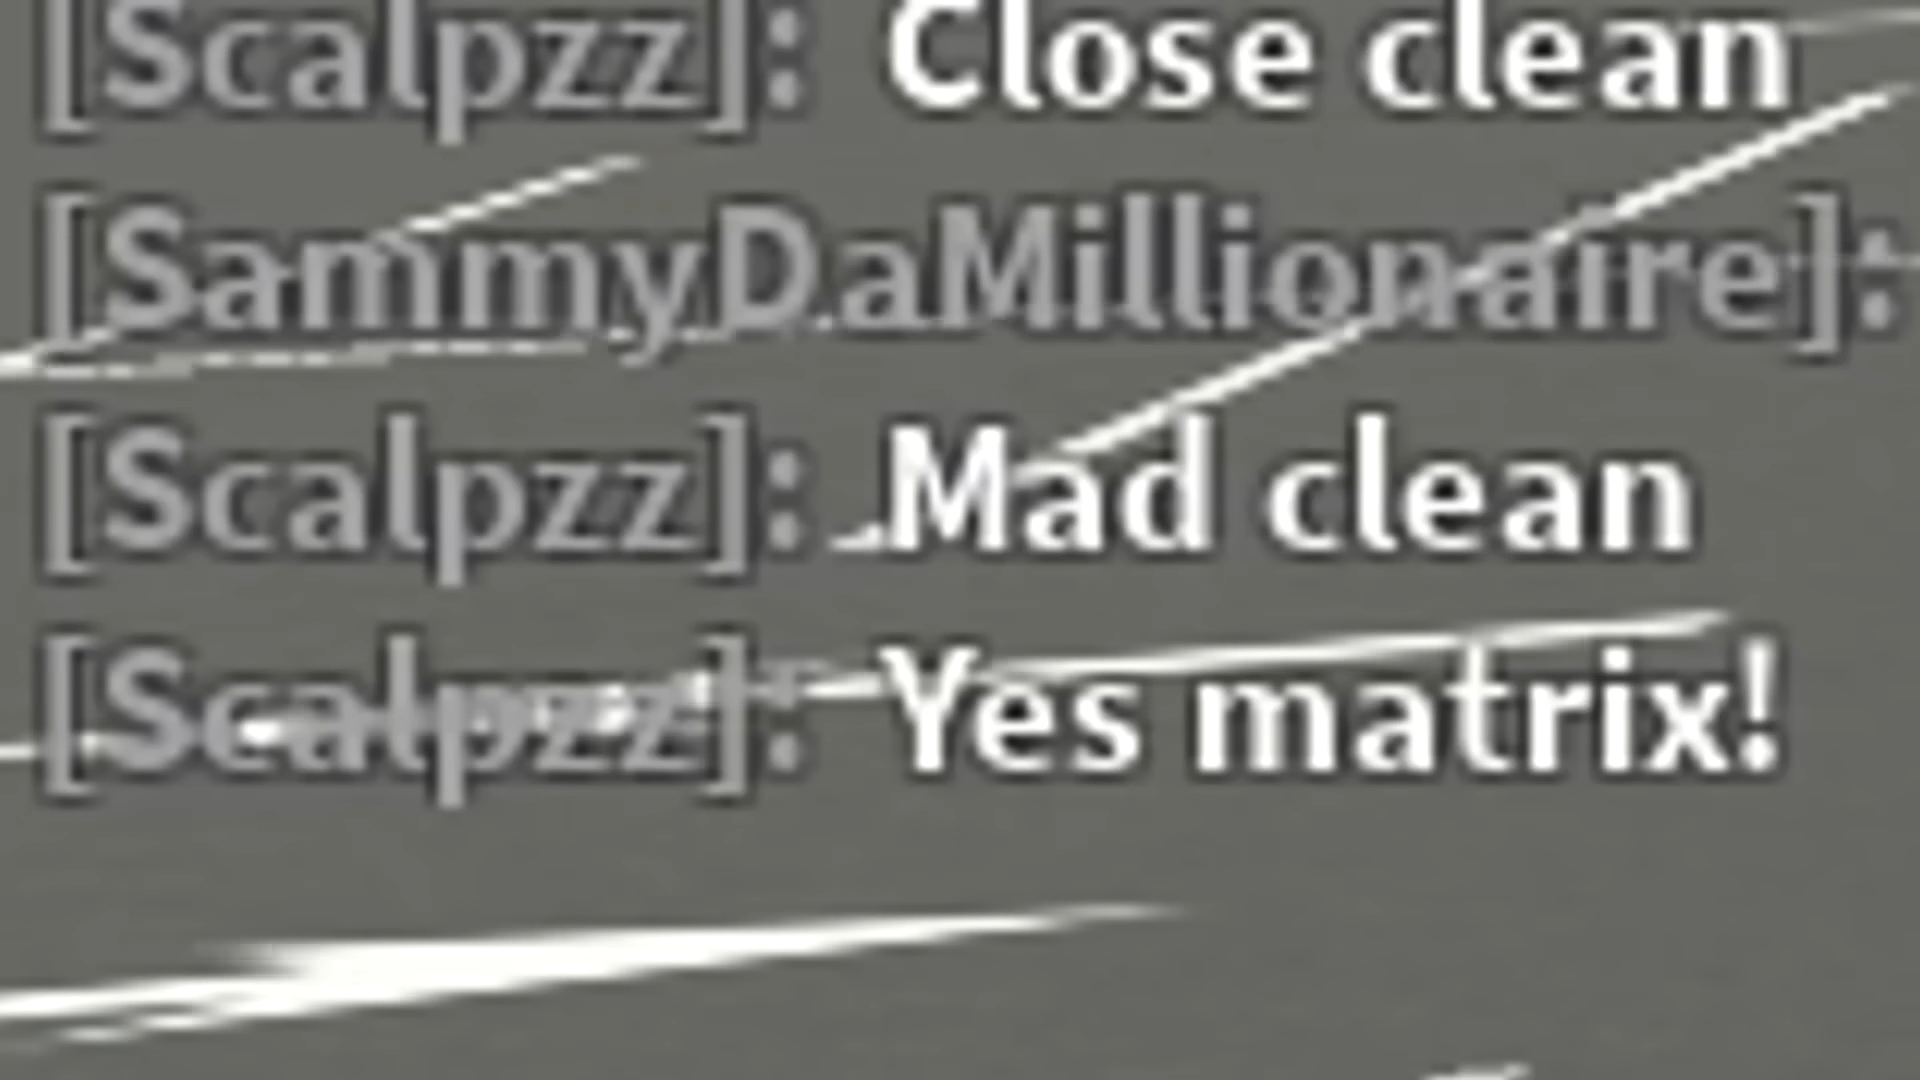 [Scalpzz]: Close clean
[SammyDaMillionaire]:
[Scalpzz]: Mad clean
[Scalpzz]: Yes matrix!